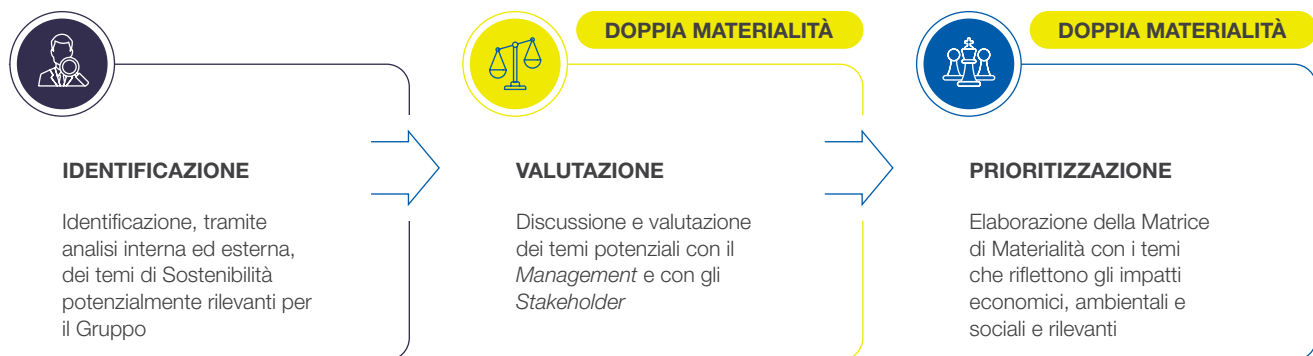 IDENTIFICAZIONE
Identificazione, tramite
analisi interna ed esterna,
dei temi di Sostenibilità
potenzialmente rilevanti per
il Gruppo
DOPPIA MATERIALITÀ
VALUTAZIONE
Discussione e valutazione
dei temi potenziali con il
Management e con gli
Stakeholder
DOPPIA MATERIALITÀ
PRIORITIZZAZIONE
Elaborazione della Matrice
di Materialità con i temi
che riflettono gli impatti
economici, ambientali e
sociali e rilevanti